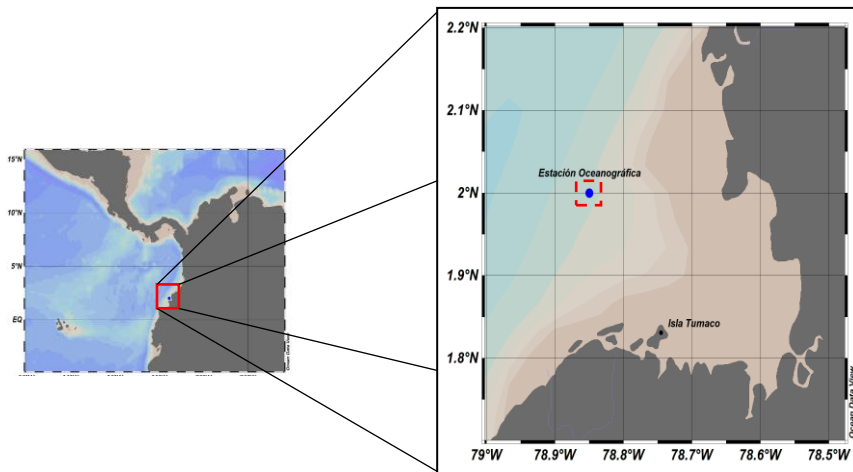 15°N
10°N
5°N
EQ
2.2°N
2.1°N
2°N
1.9°N
1.8°N
Estación Oceanográfica
Isla Tumaco
79°W
78.9°W
78.8°W
78.7°W
78.6°W
78.5°W
Ocean Data View